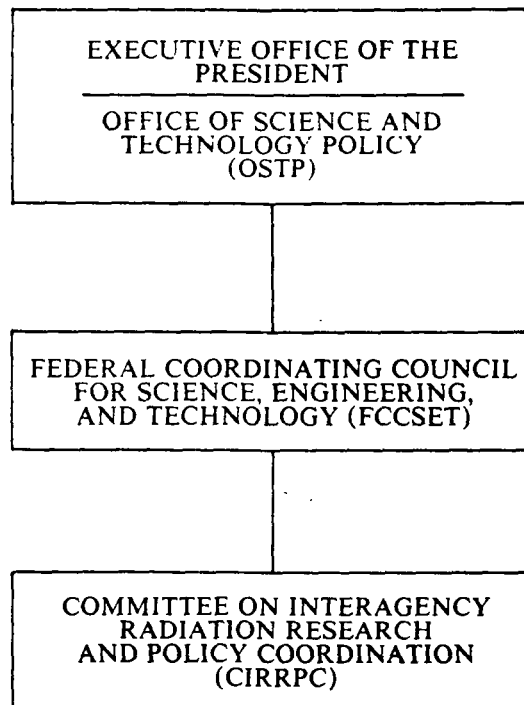 EXECUTIVE OFFICE OF THE
PRESIDENT
OFFICE OF SCIENCE AND
TECHNOLOGY POLICY
(OSTP)
FEDERAL COORDINATING COUNCIL
FOR SCIENCE, ENGINEERING,
AND TECHNOLOGY (FCCSET)
COMMITTEE ON INTERAGENCY
RADIATION RESEARCH
AND POLICY COORDINATION
(CIRRPC)